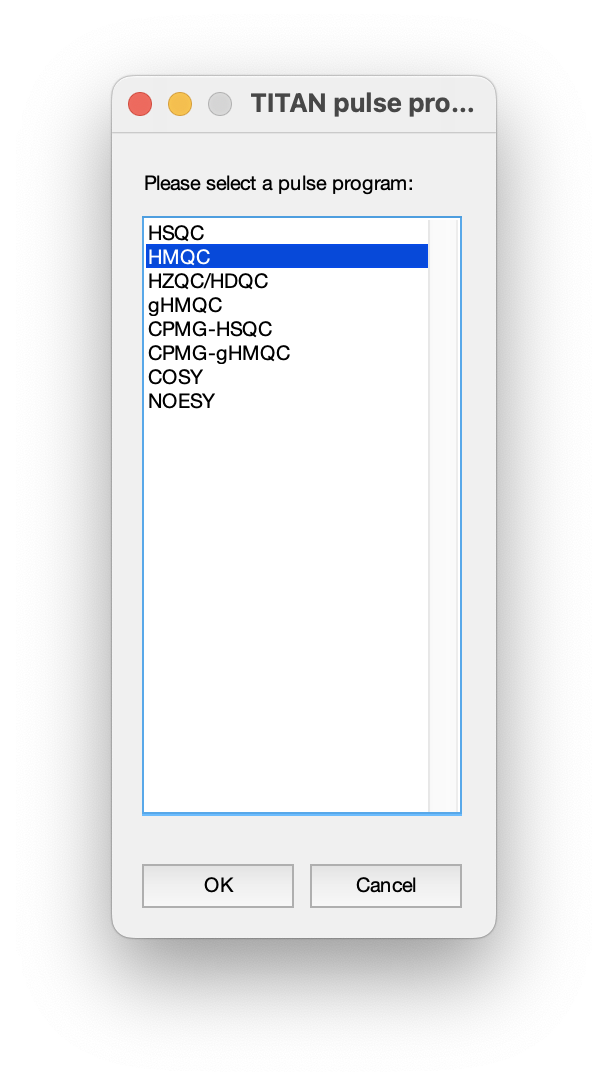 TITAN pulse pro...
Please select a pulse program:
HSQC
HMQC
HZQC/HDQC
gHMQC
CPMG-HSQC
CPMG-gHMQC
COSY
NOESY
OK
Cancel